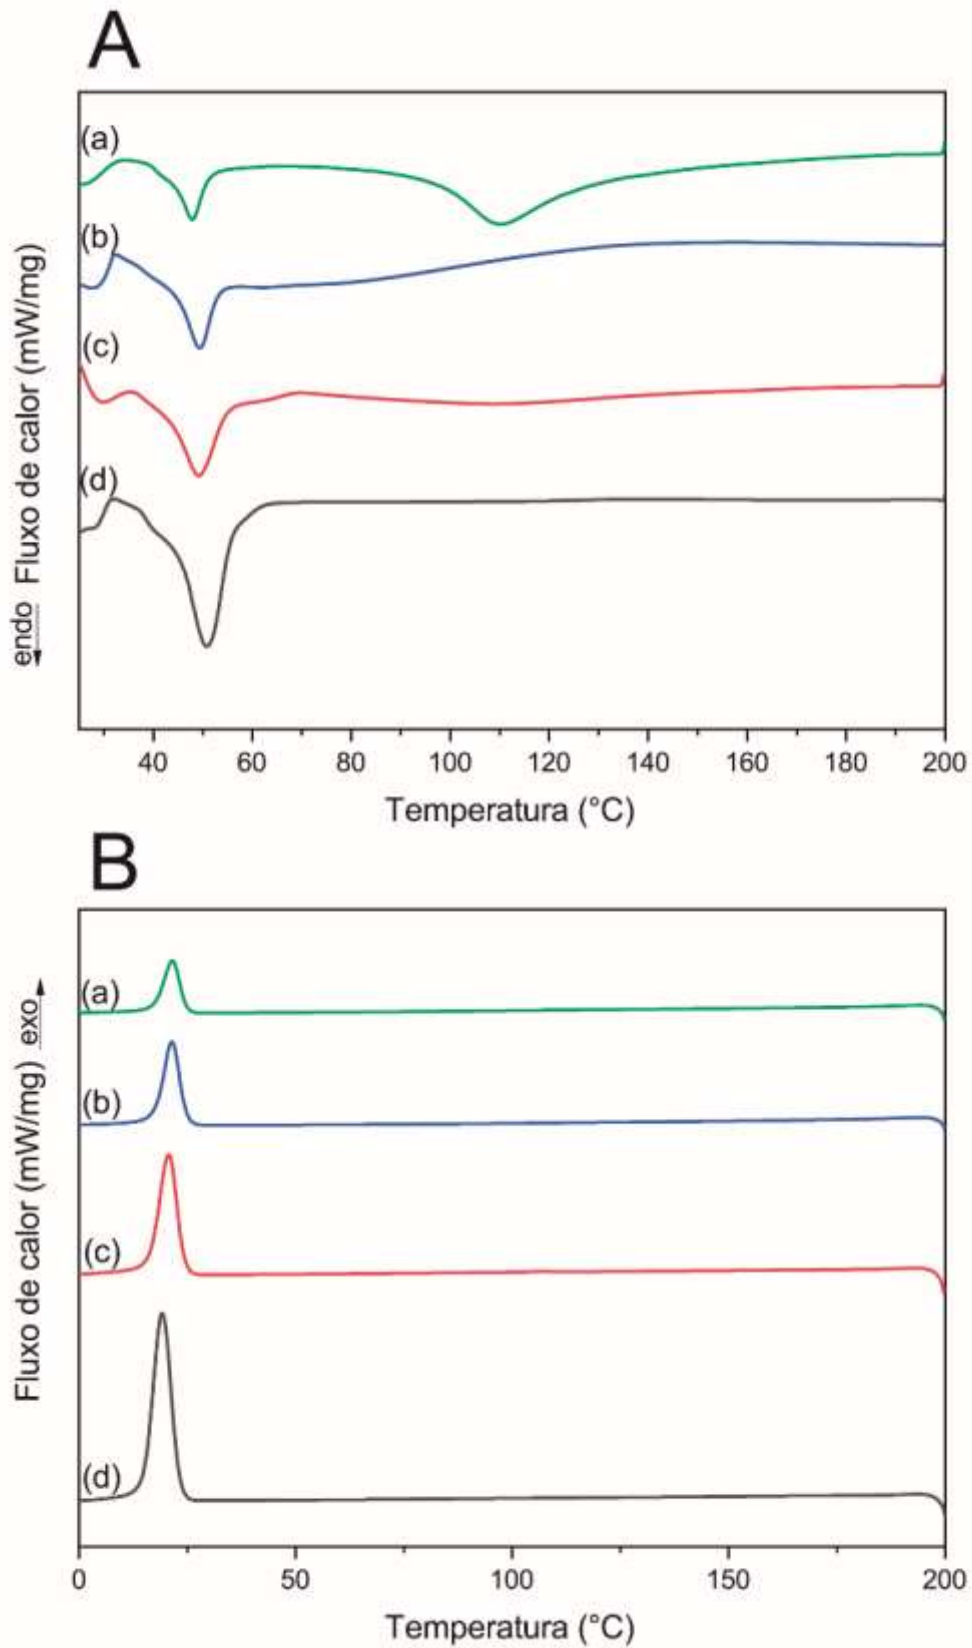 A
(a)
(b)
(c)
(d)
endo Fluxo de calor (mW/mg)
40 60 80 100 120 140 160 180 200
Temperatura (°C)
B
(a)
(b)
(c)
(d)
Fluxo de calor (mW/mg) exo
0 50 100 150 200
Temperatura (°C)